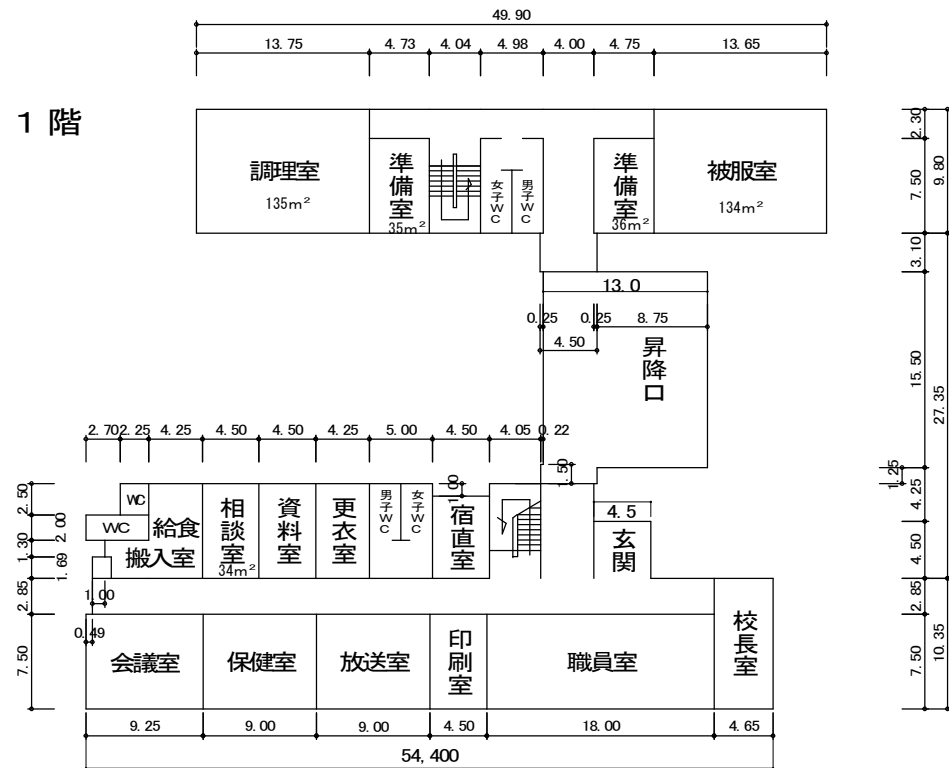 49.90
13.75 4.73 4.04 4.98 4.00 4.75 13.65
1 階
調理室
135m²
準備室
35m²
女子WC
男子WC
準備室
36m²
被服室
134m²
2.30
7.50
9.80
3.10
13.0
0.25 0.25 8.75
4.50
昇降口
15.50
27.35
2.70 2.25 4.25 4.50 4.50 4.25 5.00 4.50 4.05 0.22
1.50
1.25
1.00
2.50
2.00
1.30
1.69
2.85
7.50
WC
WC
給食
搬入室
相談室
34m²
資料室
更衣室
男子WC
女子WC
宿直室
4.5
玄関
4.25
4.50
2.85
7.50
10.35
1.00
0.49
会議室
保健室
放送室
印刷室
職員室
校長室
9.25 9.00 9.00 4.50 18.00 4.65
54,400